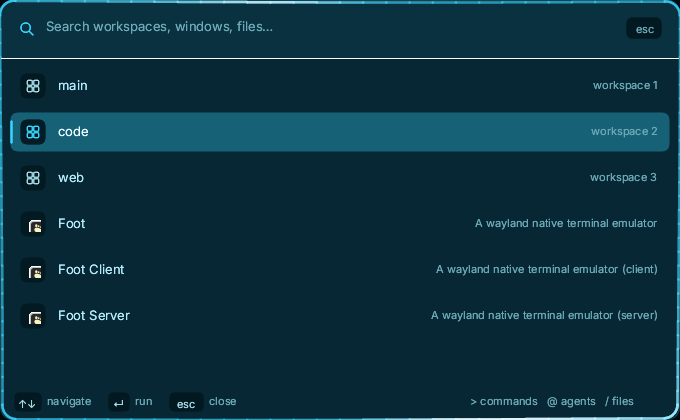 Search workspaces, windows, files... esc
main workspace 1
code workspace 2
web workspace 3
Foot A wayland native terminal emulator
Foot Client A wayland native terminal emulator (client)
Foot Server A wayland native terminal emulator (server)
↑↓ navigate ↵ run esc close > commands @ agents / files